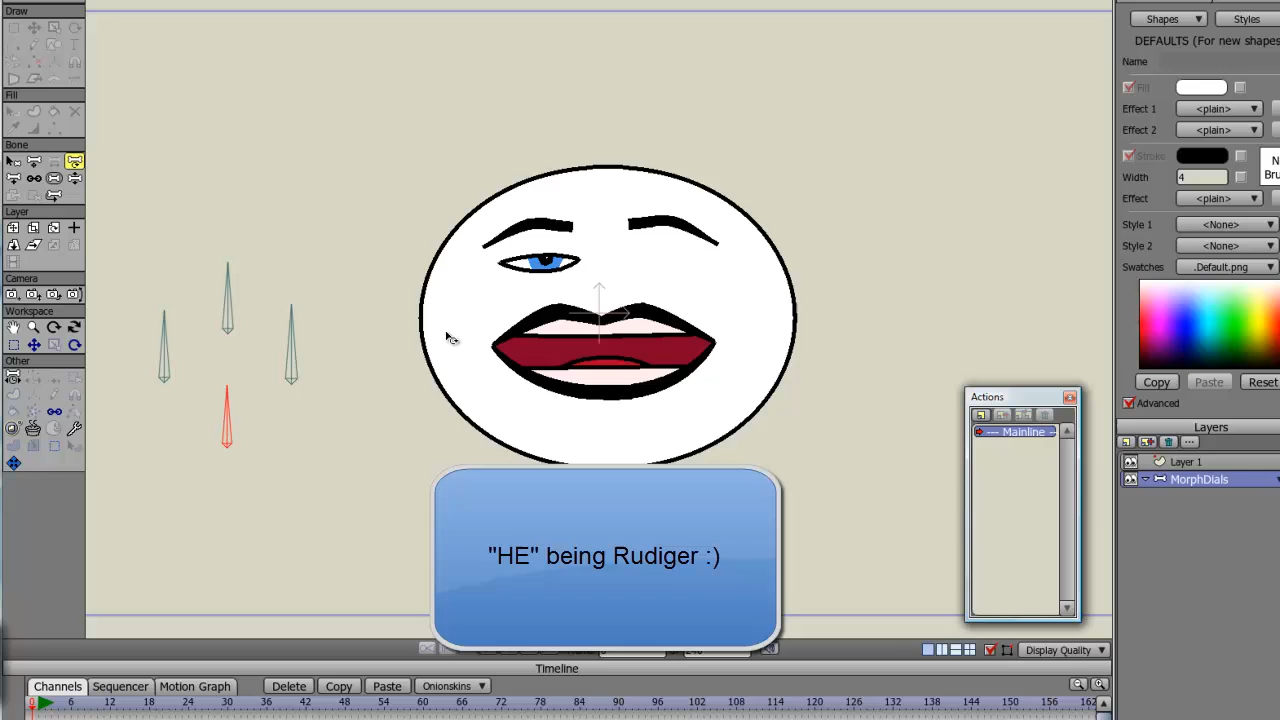 Draw
Fill
Bone
Layer
Camera
Workspace
Other
"HE" being Rudiger :)
Actions
--- Mainline --
Shapes
Styles
DEFAULTS (For new shapes
Name
Fill
Effect 1
<plain>
Effect 2
<plain>
Stroke
Width
4
Effect
<plain>
Style 1
<None>
Style 2
<None>
Swatches
.Default.png
Copy
Paste
Reset
Advanced
Layers
Layer 1
MorphDials
Display Quality
Timeline
Channels
Sequencer
Motion Graph
Delete
Copy
Paste
Onionskins
0 6 12 18 24 30 36 42 48 54 60 66 72 78 84 90 96 102 108 114 120 126 132 138 144 150 156 162